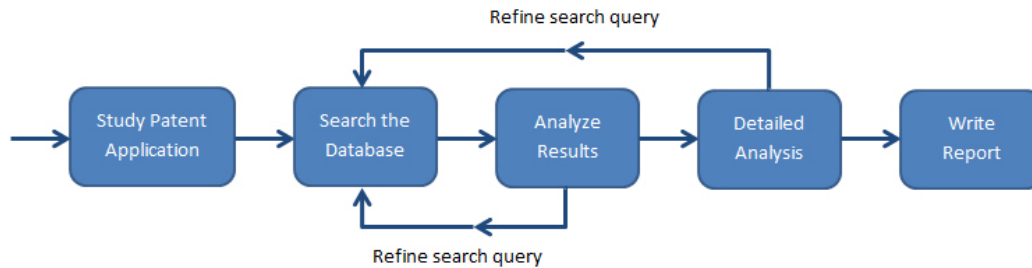 Refine search query
Study Patent
Application
Search the
Database
Analyze
Results
Detailed
Analysis
Write
Report
Refine search query